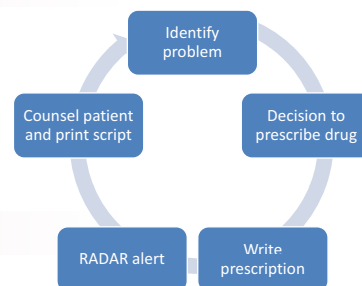 Identify
problem
Decision to
prescribe drug
Write
prescription
RADAR alert
Counsel patient
and print script